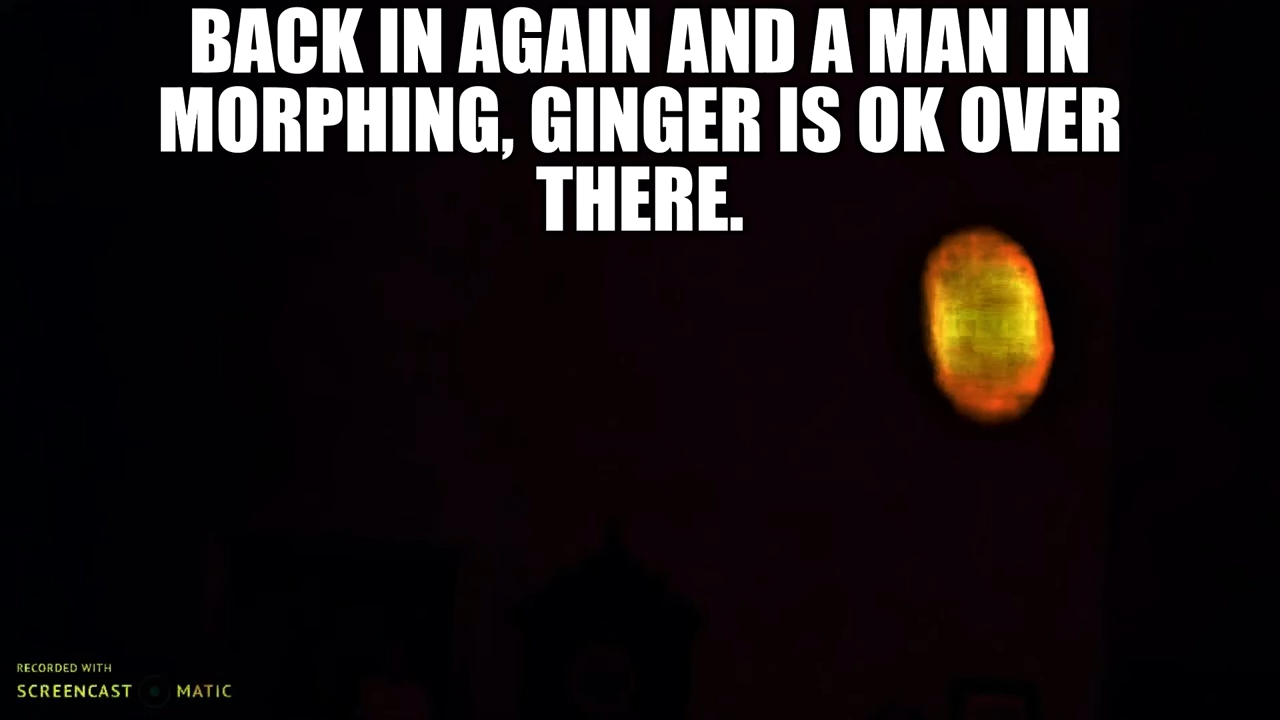 BACK IN AGAIN AND A MAN IN
MORPHING, GINGER IS OK OVER
THERE.
RECORDED WITH
SCREENCAST MATIC